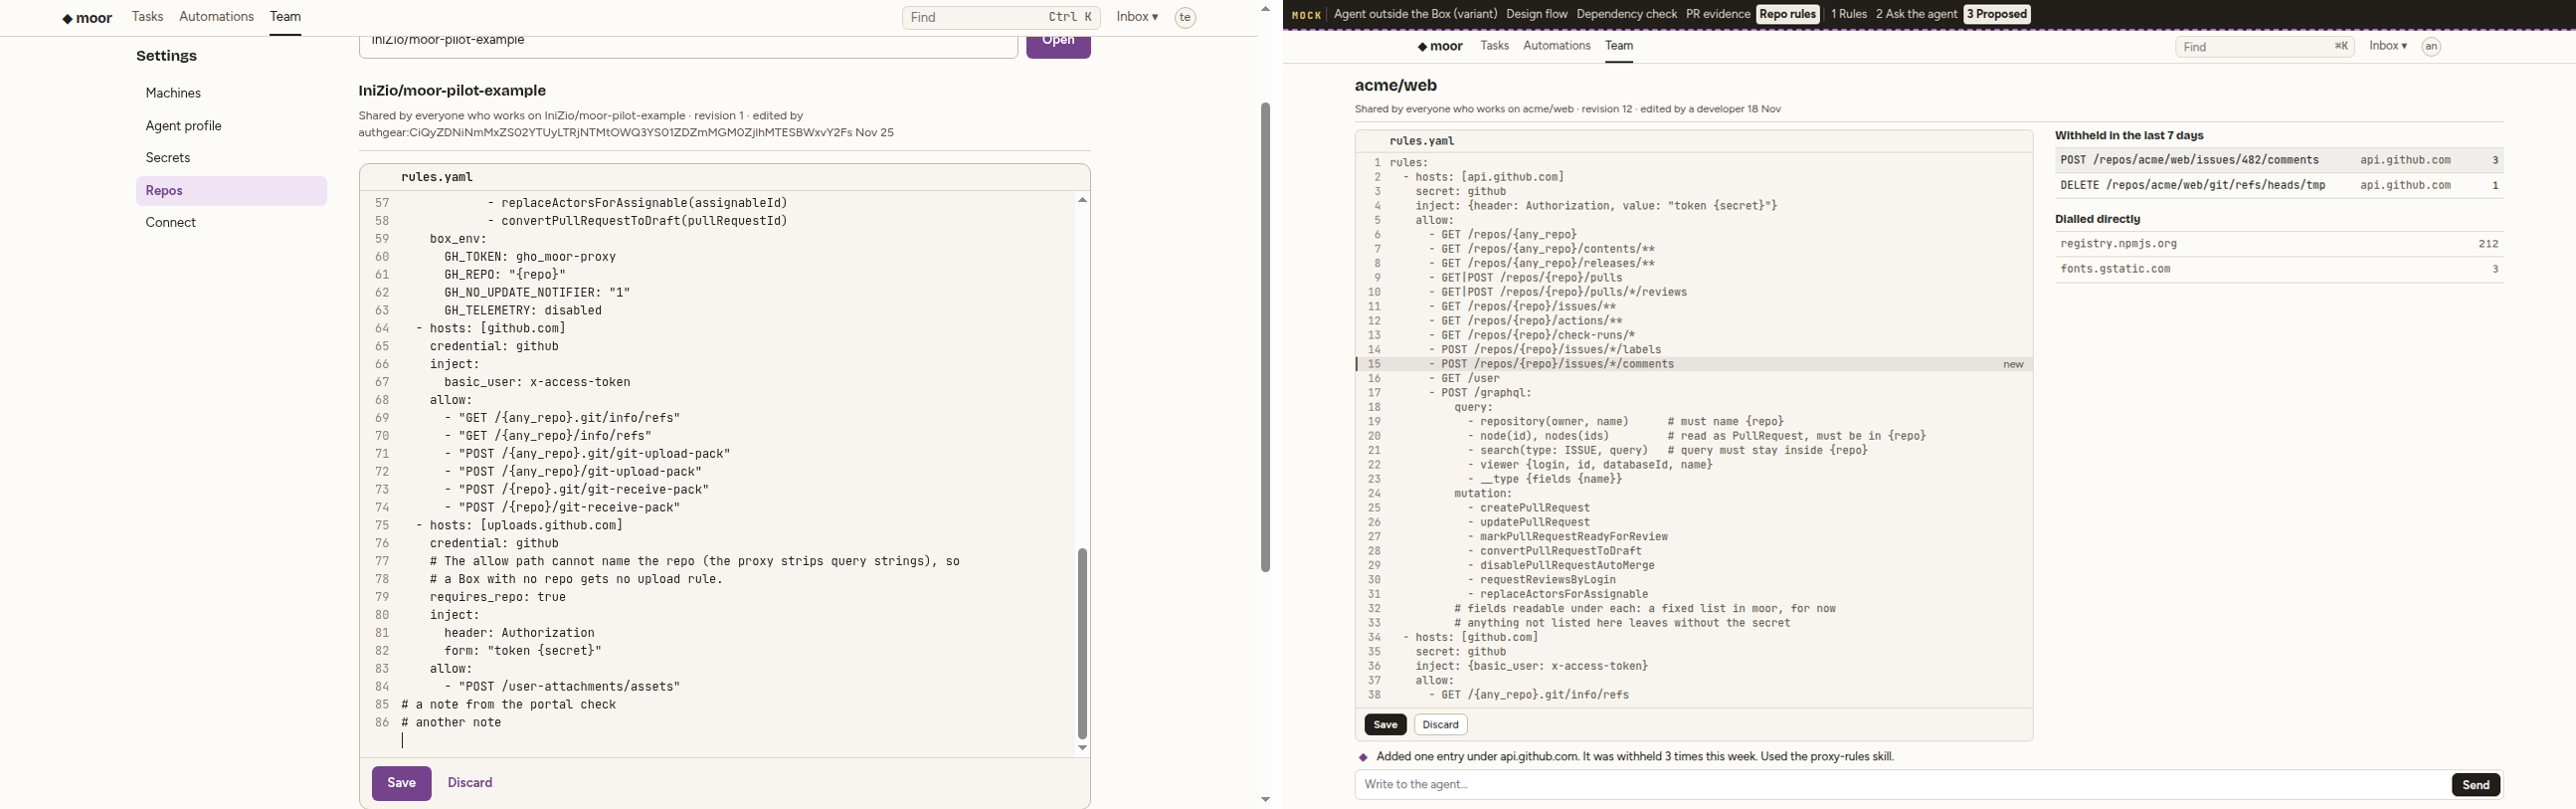 moor Tasks Automations Team Find Ctrl K Inbox ▾ te
Settings
Machines
Agent profile
Secrets
Repos
Connect
IniZio/moor-pilot-example Open
IniZio/moor-pilot-example
Shared by everyone who works on IniZio/moor-pilot-example · revision 1 · edited by
rules.yaml
57 - replaceActorsForAssignable(assignableId)
58 - convertPullRequestToDraft(pullRequestId)
59 box_env:
60 GH_TOKEN: gho_moor-proxy
61 GH_REPO: "{repo}"
62 GH_NO_UPDATE_NOTIFIER: "1"
63 GH_TELEMETRY: disabled
64 - hosts: [github.com]
65 credential: github
66 inject:
67 basic_user: x-access-token
68 allow:
69 - "GET /{any_repo}.git/info/refs"
70 - "GET /{any_repo}/info/refs"
71 - "POST /{any_repo}.git/git-upload-pack"
72 - "POST /{any_repo}/git-upload-pack"
73 - "POST /{repo}.git/git-receive-pack"
74 - "POST /{repo}/git-receive-pack"
75 - hosts: [uploads.github.com]
76 credential: github
77 # The allow path cannot name the repo (the proxy strips query strings), so
78 # a Box with no repo gets no upload rule.
79 requires_repo: true
80 inject:
81 header: Authorization
82 form: "token {secret}"
83 allow:
84 - "POST /user-attachments/assets"
85 # a note from the portal check
86 # another note
Save Discard
MOCK Agent outside the Box (variant) Design flow Dependency check PR evidence Repo rules 1 Rules 2 Ask the agent 3 Proposed
moor Tasks Automations Team Find ⌘K Inbox ▾ an
acme/web
Shared by everyone who works on acme/web · revision 12 · edited by a developer 18 Nov
rules.yaml
1 rules:
2 - hosts: [api.github.com]
3 secret: github
4 inject: {header: Authorization, value: "token {secret}"}
5 allow:
6 - GET /repos/{any_repo}
7 - GET /repos/{any_repo}/contents/**
8 - GET /repos/{any_repo}/releases/**
9 - GET|POST /repos/{repo}/pulls
10 - GET|POST /repos/{repo}/pulls/*/reviews
11 - GET /repos/{repo}/issues/**
12 - GET /repos/{repo}/actions/**
13 - GET /repos/{repo}/check-runs/*
14 - POST /repos/{repo}/issues/*/labels
15 - POST /repos/{repo}/issues/*/comments new
16 - GET /user
17 - POST /graphql:
18 query:
19 - repository(owner, name) # must name {repo}
20 - node(id), nodes(ids) # read as PullRequest, must be in {repo}
21 - search(type: ISSUE, query) # query must stay inside {repo}
22 - viewer {login, id, databaseId, name}
23 - __type {fields {name}}
24 mutation:
25 - createPullRequest
26 - updatePullRequest
27 - markPullRequestReadyForReview
28 - convertPullRequestToDraft
29 - disablePullRequestAutoMerge
30 - requestReviewsByLogin
31 - replaceActorsForAssignable
32 # fields readable under each: a fixed list in moor, for now
33 # anything not listed here leaves without the secret
34 - hosts: [github.com]
35 secret: github
36 inject: {basic_user: x-access-token}
37 allow:
38 - GET /{any_repo}.git/info/refs
Save Discard
Withheld in the last 7 days
POST /repos/acme/web/issues/482/comments api.github.com 3
DELETE /repos/acme/web/git/refs/heads/tmp api.github.com 1
Dialled directly
registry.npmjs.org 212
fonts.gstatic.com 3
Added one entry under api.github.com. It was withheld 3 times this week. Used the proxy-rules skill.
Write to the agent... Send